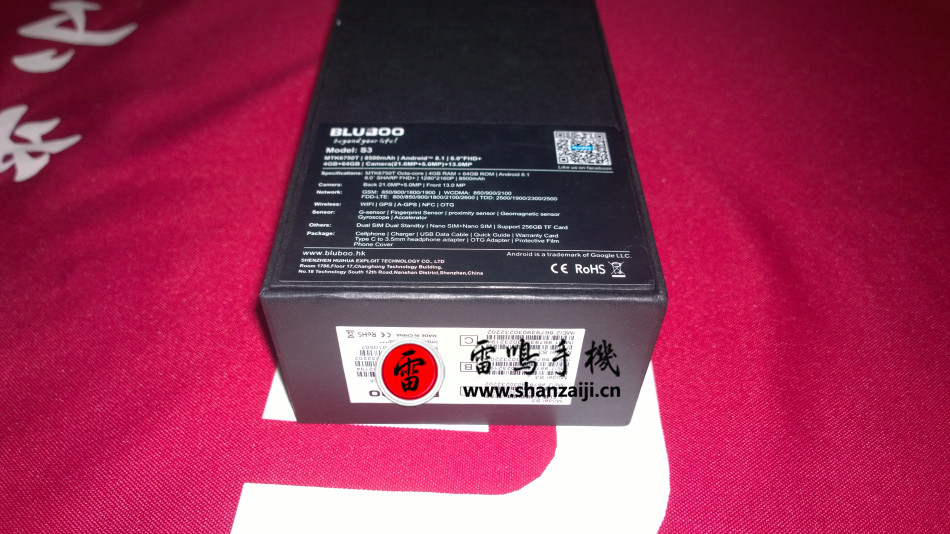 BLUBOO
beyond your life!
Model: S3
MTK6750T | 8500mAh | Android™ 8.1 | 6.0"FHD+
4GB+64GB | Camera(21.0MP+5.0MP)+13.0MP
Like us on facebook
Specifications: MTK6750T Octa-core | 4GB RAM + 64GB ROM | Android 8.1
6.0" SHARP FHD+ | 1280*2160P | 8500mAh
Camera: Back 21.0MP+5.0MP | Front 13.0 MP
Network: GSM: 850/900/1800/1900 | WCDMA: 850/900/2100
FDD-LTE: 800/850/900/1800/2100/2600 | TDD: 2500/1900/2300/2500
Wireless: WIFI | GPS | A-GPS | NFC | OTG
Sensor: G-sensor | Fingerprint Sensor | proximity sensor | Geomagnetic sensor
Gyroscope | Accelerator
Others: Dual SIM Dual Standby | Nano SIM+Nano SIM | Support 256GB TF Card
Package: Cellphone | Charger | USB Data Cable | Quick Guide | Warranty Card
Type C to 3.5mm headphone adapter | OTG Adapter | Protective Film
Phone Cover
www.bluboo.hk
Android is a trademark of Google LLC.
SHENZHEN HUIHUA EXPLOIT TECHNOLOGY CO., LTD
Room 1706,Floor 17,Changhong Technology Building,
No.18 Technology South 12th Road,Nanshan District,Shenzhen,China
CE RoHS
MADE IN CHINA
CE RoHS
雷
雷鳴手機
www.shanzaiji.cn